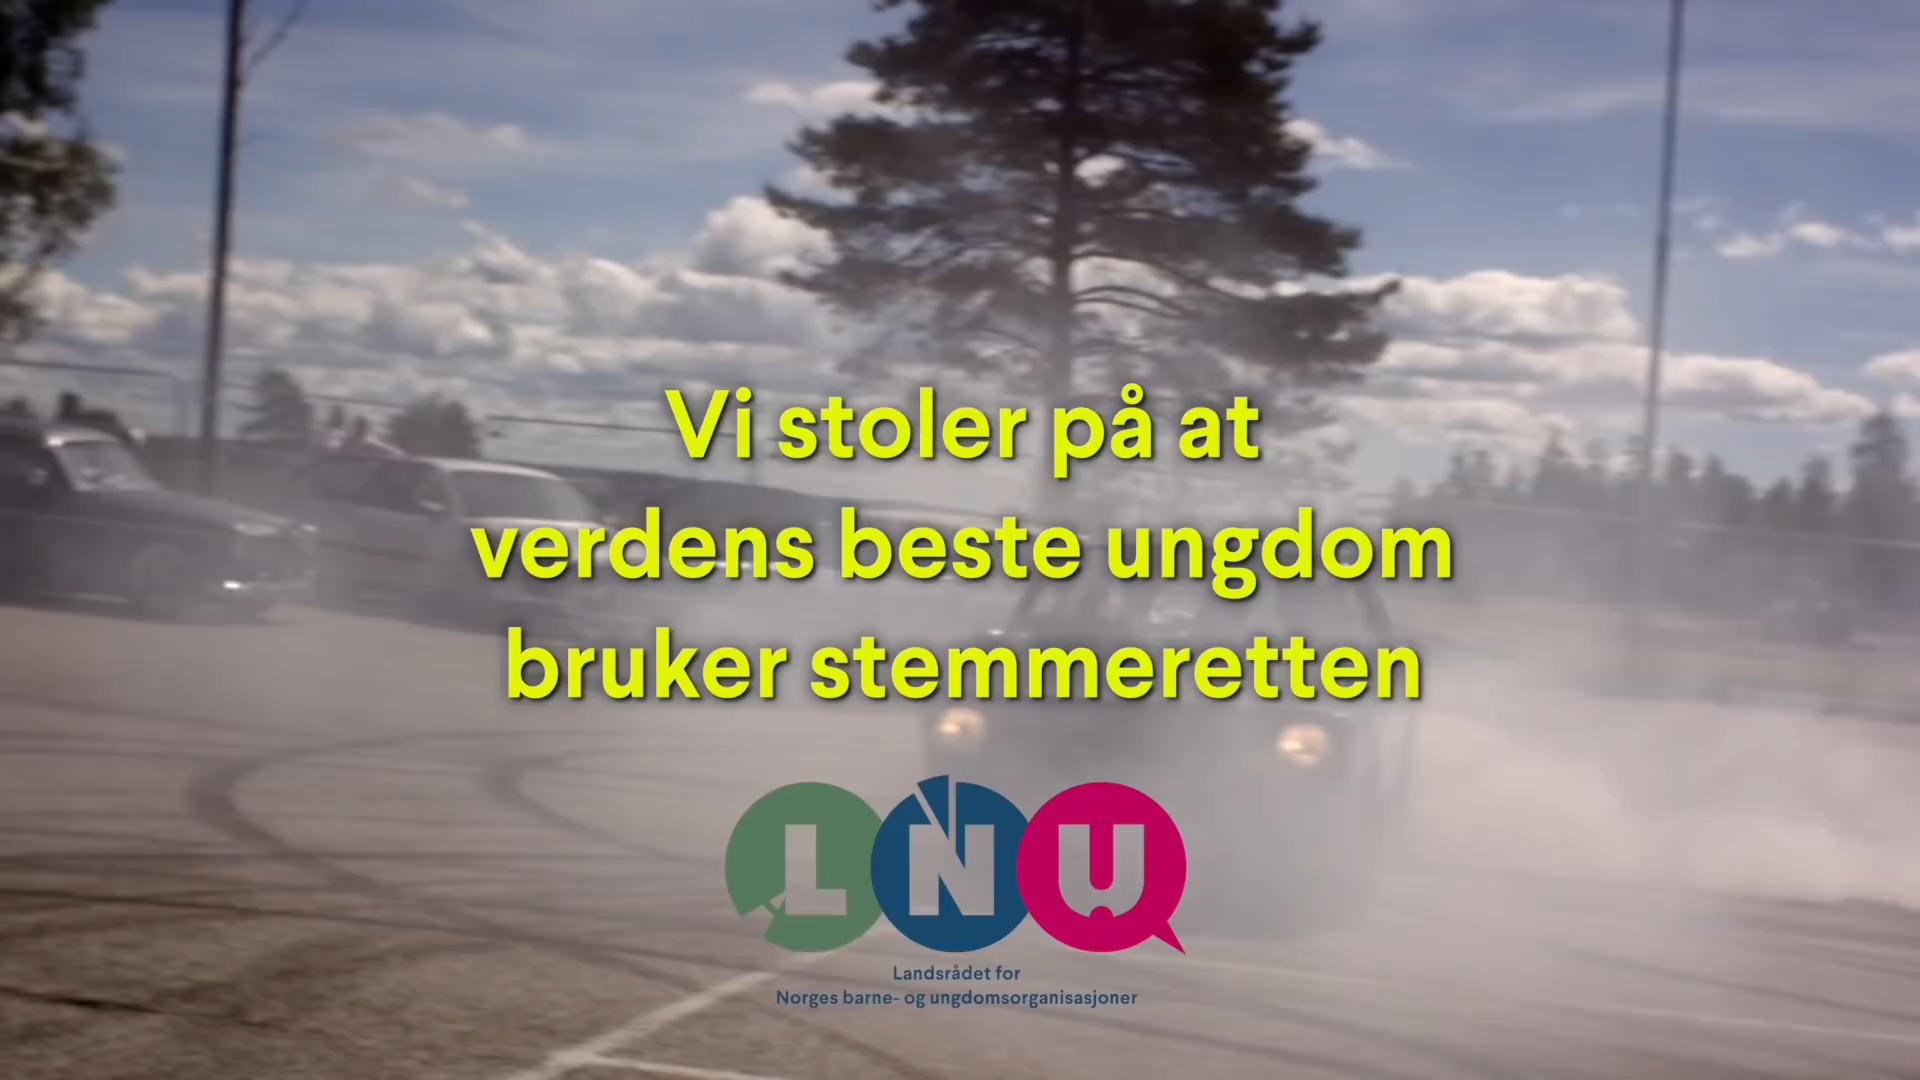 Vi stoler på at
verdens beste ungdom
bruker stemmeretten
LNU
Landsrådet for
Norges barne- og ungdomsorganisasjoner